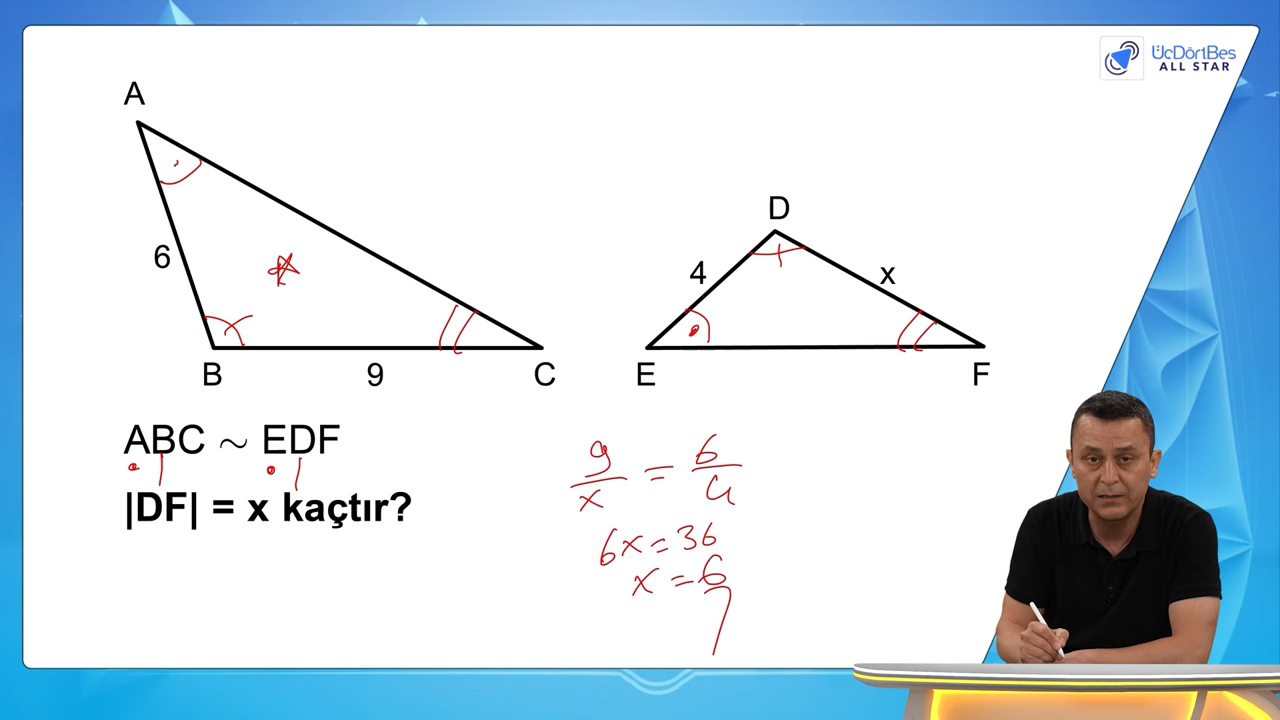 ÜçDörtBeş
ALL STAR
A
D
6
4
x
B
9
C
E
F
ABC ~ EDF
|DF| = x kaçtır?
9/x = 6/4
6x = 36
x = 6